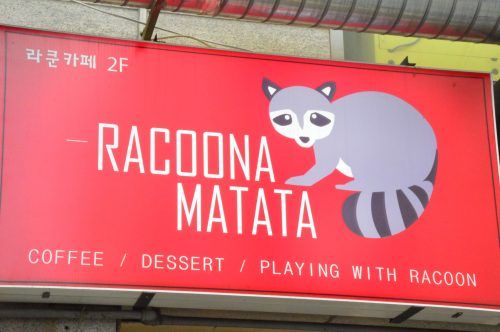 라쿤카페 2F
RACOONA
MATATA
COFFEE / DESSERT / PLAYING WITH RACOON